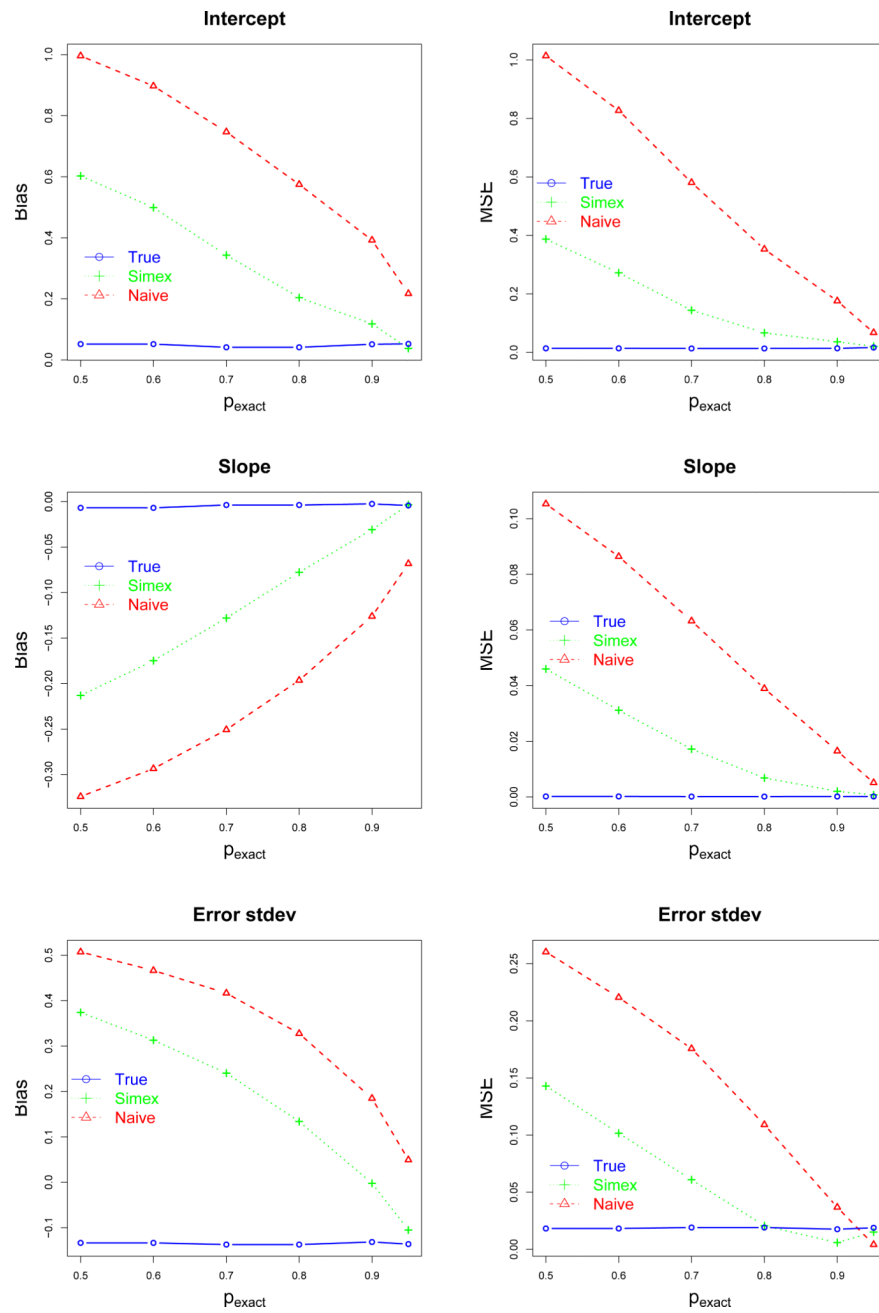 Intercept
Bias
0.0 0.2 0.4 0.6 0.8 1.0
True
Simex
Naive
0.5 0.6 0.7 0.8 0.9
pexact
Intercept
MSE
0.0 0.2 0.4 0.6 0.8 1.0
True
Simex
Naive
0.5 0.6 0.7 0.8 0.9
pexact
Slope
Bias
−0.30 −0.25 −0.20 −0.15 −0.10 −0.05 0.00
True
Simex
Naive
0.5 0.6 0.7 0.8 0.9
pexact
Slope
MSE
0.00 0.02 0.04 0.06 0.08 0.10
True
Simex
Naive
0.5 0.6 0.7 0.8 0.9
pexact
Error stdev
Bias
−0.1 0.0 0.1 0.2 0.3 0.4 0.5
True
Simex
Naive
0.5 0.6 0.7 0.8 0.9
pexact
Error stdev
MSE
0.00 0.05 0.10 0.15 0.20 0.25
True
Simex
Naive
0.5 0.6 0.7 0.8 0.9
pexact